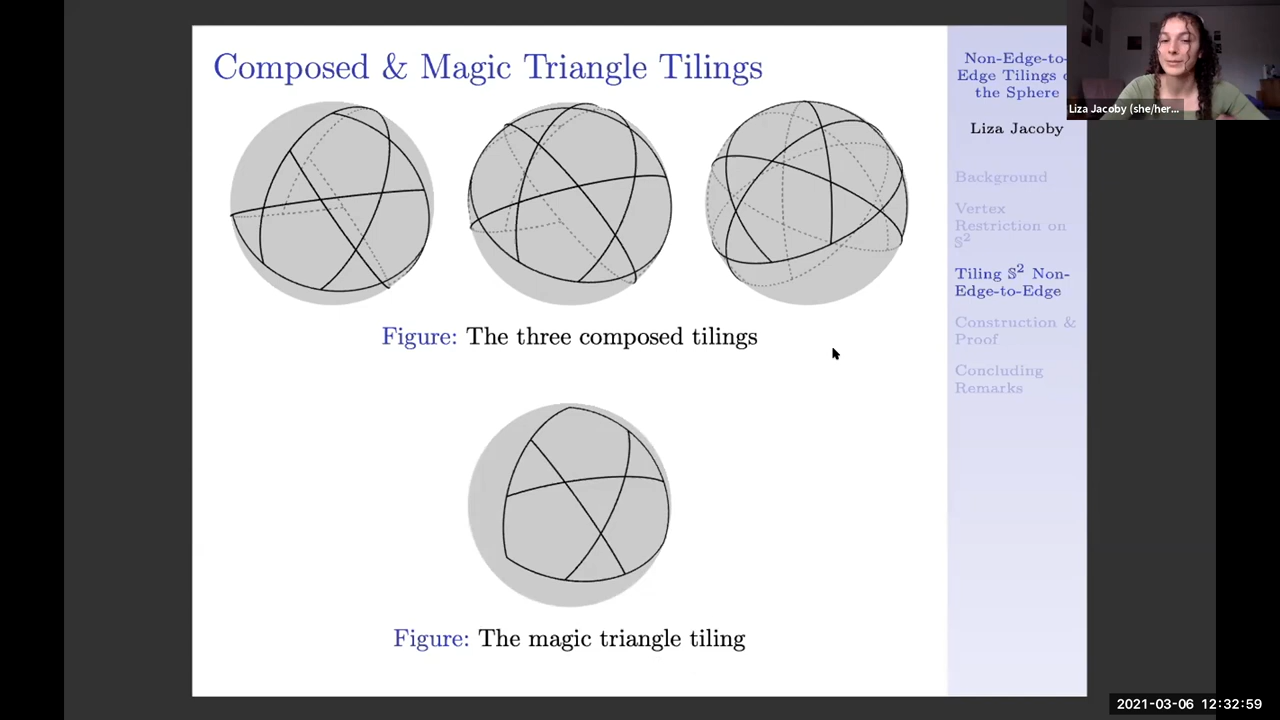 Composed & Magic Triangle Tilings
Figure: The three composed tilings
Figure: The magic triangle tiling
Non-Edge-to-
Edge Tilings
the Sphere
Liza Jacoby
Background
Vertex
Restriction on
𝕊²
Tiling 𝕊² Non-
Edge-to-Edge
Construction &
Proof
Concluding
Remarks
Liza Jacoby (she/her...
2021-03-06 12:32:59